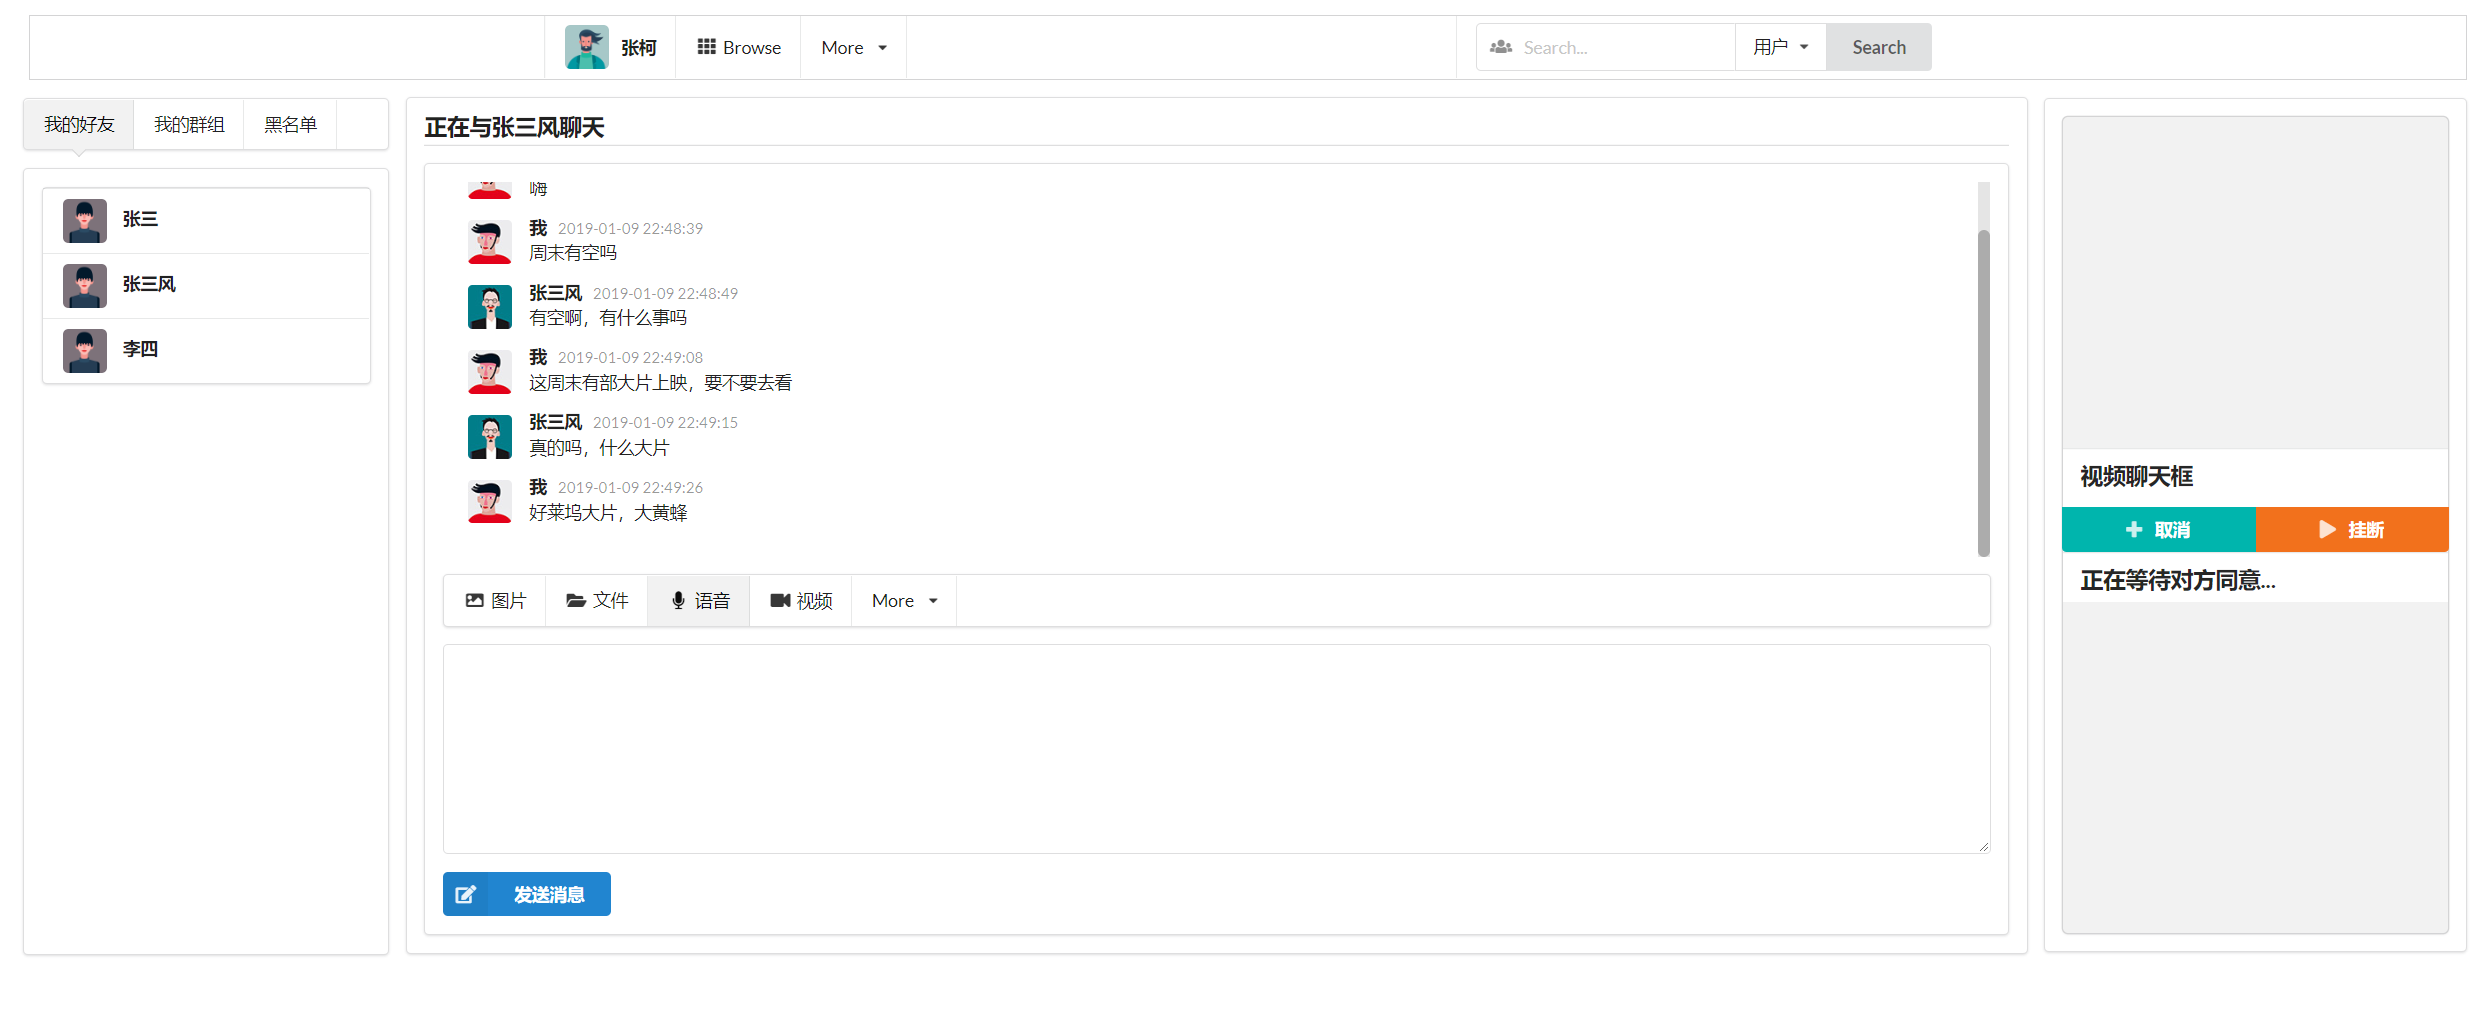 张柯
Browse
More
Search...
用户
Search
我的好友
我的群组
黑名单
张三
张三风
李四
正在与张三风聊天
嗨
我 2019-01-09 22:48:39
周末有空吗
张三风 2019-01-09 22:48:49
有空啊，有什么事吗
我 2019-01-09 22:49:08
这周末有部大片上映，要不要去看
张三风 2019-01-09 22:49:15
真的吗，什么大片
我 2019-01-09 22:49:26
好莱坞大片，大黄蜂
图片
文件
语音
视频
More
发送消息
视频聊天框
取消
挂断
正在等待对方同意...